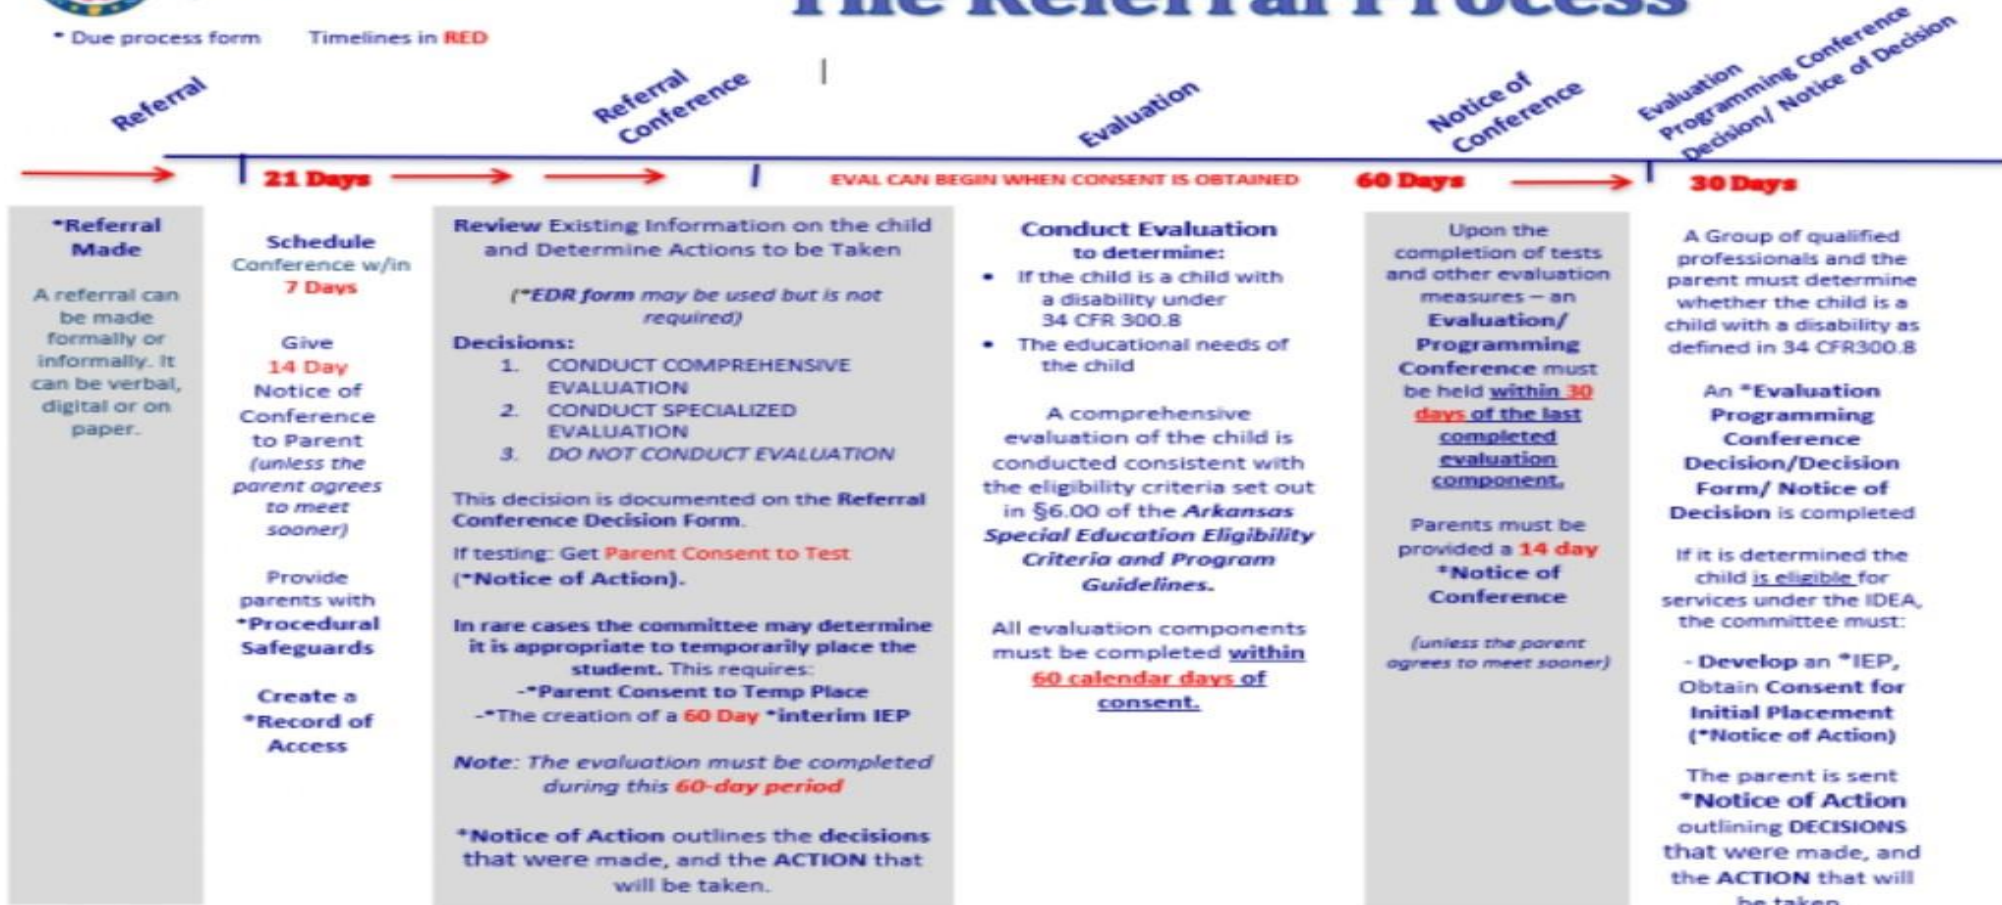 The Referral Process
* Due process form Timelines in RED
Referral
Referral
Conference
Evaluation
Notice of
Conference
Evaluation
Programming Conference
Decision/ Notice of Decision
21 Days
EVAL CAN BEGIN WHEN CONSENT IS OBTAINED
60 Days
30 Days
*Referral
Made
A referral can
be made
formally or
informally. It
can be verbal,
digital or on
paper.
Schedule
Conference w/in
7 Days
Give
14 Day
Notice of
Conference
to Parent
(unless the
parent agrees
to meet
sooner)
Provide
parents with
*Procedural
Safeguards
Create a
*Record of
Access
Review Existing Information on the child
and Determine Actions to be Taken
(*EDR form may be used but is not
required)
Decisions:
1. CONDUCT COMPREHENSIVE
EVALUATION
2. CONDUCT SPECIALIZED
EVALUATION
3. DO NOT CONDUCT EVALUATION
This decision is documented on the Referral
Conference Decision Form.
If testing: Get Parent Consent to Test
(*Notice of Action).
In rare cases the committee may determine
it is appropriate to temporarily place the
student. This requires:
-*Parent Consent to Temp Place
-*The creation of a 60 Day *interim IEP
Note: The evaluation must be completed
during this 60-day period
*Notice of Action outlines the decisions
that were made, and the ACTION that
will be taken.
Conduct Evaluation
to determine:
• If the child is a child with
a disability under
34 CFR 300.8
• The educational needs of
the child
A comprehensive
evaluation of the child is
conducted consistent with
the eligibility criteria set out
in §6.00 of the Arkansas
Special Education Eligibility
Criteria and Program
Guidelines.
All evaluation components
must be completed within
60 calendar days of
consent.
Upon the
completion of tests
and other evaluation
measures – an
Evaluation/
Programming
Conference must
be held within 30
days of the last
completed
evaluation
component.
Parents must be
provided a 14 day
*Notice of
Conference
(unless the parent
agrees to meet sooner)
A Group of qualified
professionals and the
parent must determine
whether the child is a
child with a disability as
defined in 34 CFR300.8
An *Evaluation
Programming
Conference
Decision/Decision
Form/ Notice of
Decision is completed
If it is determined the
child is eligible for
services under the IDEA,
the committee must:
- Develop an *IEP,
Obtain Consent for
Initial Placement
(*Notice of Action)
The parent is sent
*Notice of Action
outlining DECISIONS
that were made, and
the ACTION that will
be taken